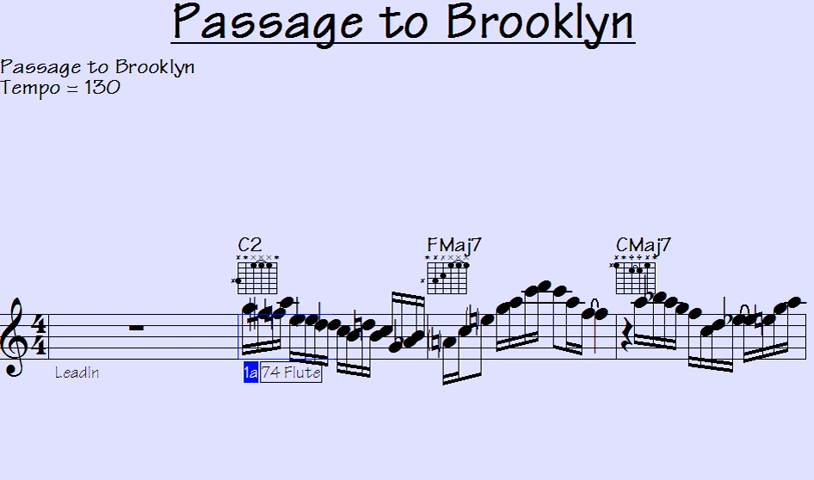 Passage to Brooklyn
Passage to Brooklyn
Tempo = 130
C2 FMaj7 CMaj7
4
4
LeadIn 1a 74 Flute